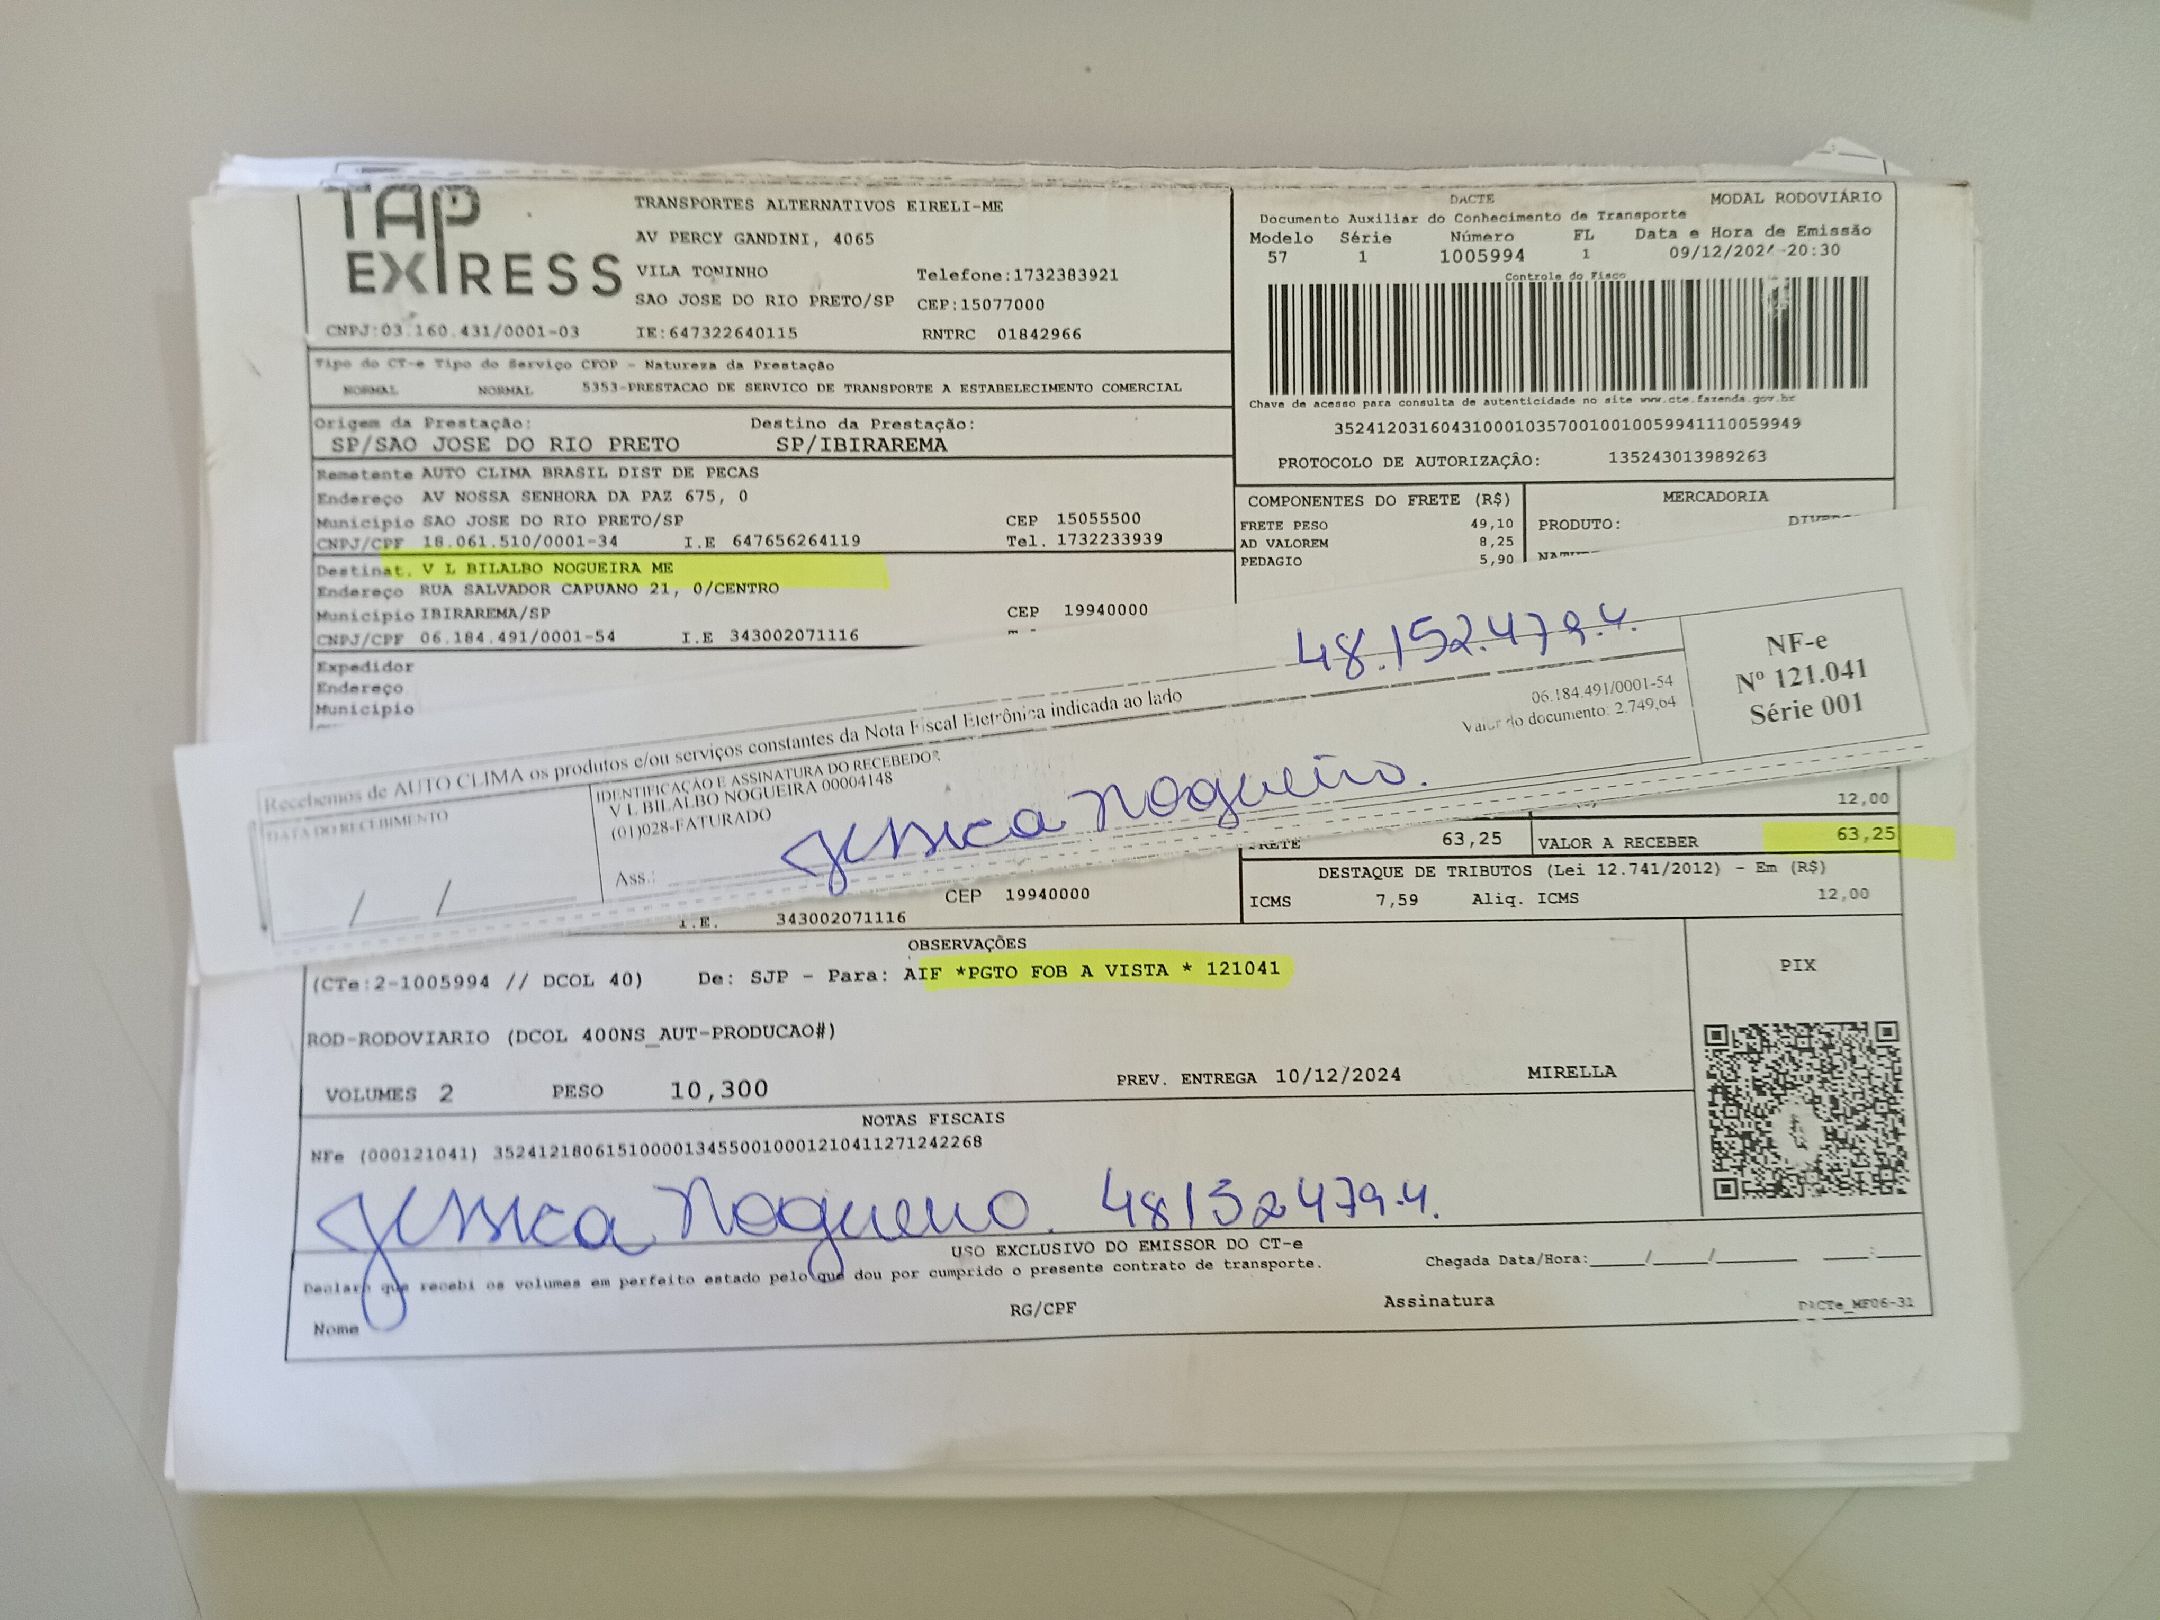 TAP EXPRESS
TRANSPORTES ALTERNATIVOS EIRELI-ME
AV PERCY GANDINI, 4065
VILA TONINHO Telefone:1732383921
SAO JOSE DO RIO PRETO/SP CEP:15077000
CNPJ:03.160.431/0001-03 IE:647322640115 RNTRC 01842966
DACTE MODAL RODOVIÁRIO
Documento Auxiliar do Conhecimento de Transporte
Modelo Série Número FL Data e Hora de Emissão
57 1 1005994 1 09/12/2024-20:30
Controle do Fisco
Chave de acesso para consulta de autenticidade no site www.cte.fazenda.gov.br
35241203160431000103570010010059941110059949
PROTOCOLO DE AUTORIZAÇÃO: 135243013989263
Tipo do CT-e Tipo do Serviço CFOP - Natureza da Prestação
NORMAL NORMAL 5353-PRESTACAO DE SERVICO DE TRANSPORTE A ESTABELECIMENTO COMERCIAL
Origem da Prestação: Destino da Prestação:
SP/SAO JOSE DO RIO PRETO SP/IBIRAREMA
Remetente AUTO CLIMA BRASIL DIST DE PECAS
Endereço AV NOSSA SENHORA DA PAZ 675, 0
Município SAO JOSE DO RIO PRETO/SP CEP 15055500
CNPJ/CPF 18.061.510/0001-34 I.E 647656264119 Tel. 1732233939
Destinat. V L BILALBO NOGUEIRA ME
Endereço RUA SALVADOR CAPUANO 21, 0/CENTRO
Município IBIRAREMA/SP CEP 19940000
CNPJ/CPF 06.184.491/0001-54 I.E 343002071116
Expedidor
Endereço
Município
COMPONENTES DO FRETE (R$) MERCADORIA
FRETE PESO 49,10 PRODUTO:
AD VALOREM 8,25
PEDAGIO 5,90
48.152.479.4.
Recebemos de AUTO CLIMA os produtos e/ou serviços constantes da Nota Fiscal Eletrônica indicada ao lado
06.184.491/0001-54
Valor do documento: 2.749,64
NF-e
Nº 121.041
Série 001
DATA DO RECEBIMENTO
/ /
IDENTIFICAÇÃO E ASSINATURA DO RECEBEDOR
V L BILALBO NOGUEIRA 00004148
(01)028-FATURADO
Ass.: Jessica Nogueira.
12,00
FRETE 63,25 VALOR A RECEBER 63,25
DESTAQUE DE TRIBUTOS (Lei 12.741/2012) - Em (R$)
ICMS 7,59 Aliq. ICMS 12,00
CEP 19940000
I.E. 343002071116
OBSERVAÇÕES
(CTe:2-1005994 // DCOL 40) De: SJP - Para: AIF *PGTO FOB A VISTA * 121041
ROD-RODOVIARIO (DCOL 400NS_AUT-PRODUCAO#)
VOLUMES 2 PESO 10,300 PREV. ENTREGA 10/12/2024 MIRELLA
PIX
NOTAS FISCAIS
NFe (000121041) 35241218061510000134550010001210411271242268
Jessica Nogueira. 48152479.4.
USO EXCLUSIVO DO EMISSOR DO CT-e
Declaro que recebi os volumes em perfeito estado pelo que dou por cumprido o presente contrato de transporte.
Chegada Data/Hora:____/____/______ ___:___
Nome RG/CPF Assinatura DACTe_MF06-31